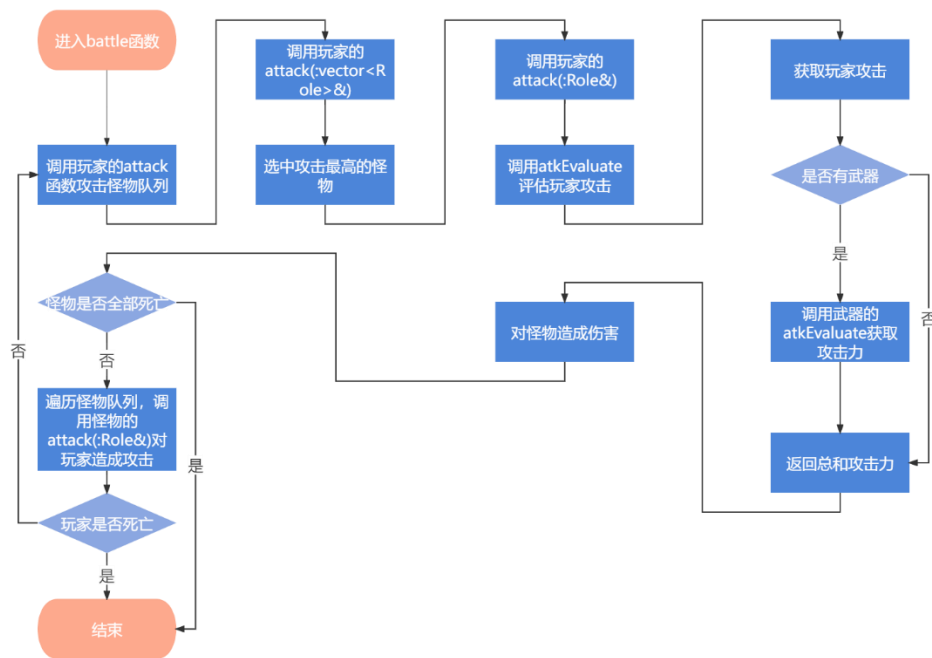 进入battle函数
调用玩家的attack
函数攻击怪物队列
调用玩家的
attack(:vector<R
ole>&)
选中攻击最高的怪
物
调用玩家的
attack(:Role&)
调用atkEvaluate
评估玩家攻击
获取玩家攻击
是否有武器
是
否
调用武器的
atkEvaluate获取
攻击力
返回总和攻击力
对怪物造成伤害
怪物是否全部死亡
否
是
遍历怪物队列，调
用怪物的
attack(:Role&)对
玩家造成攻击
玩家是否死亡
否
是
结束